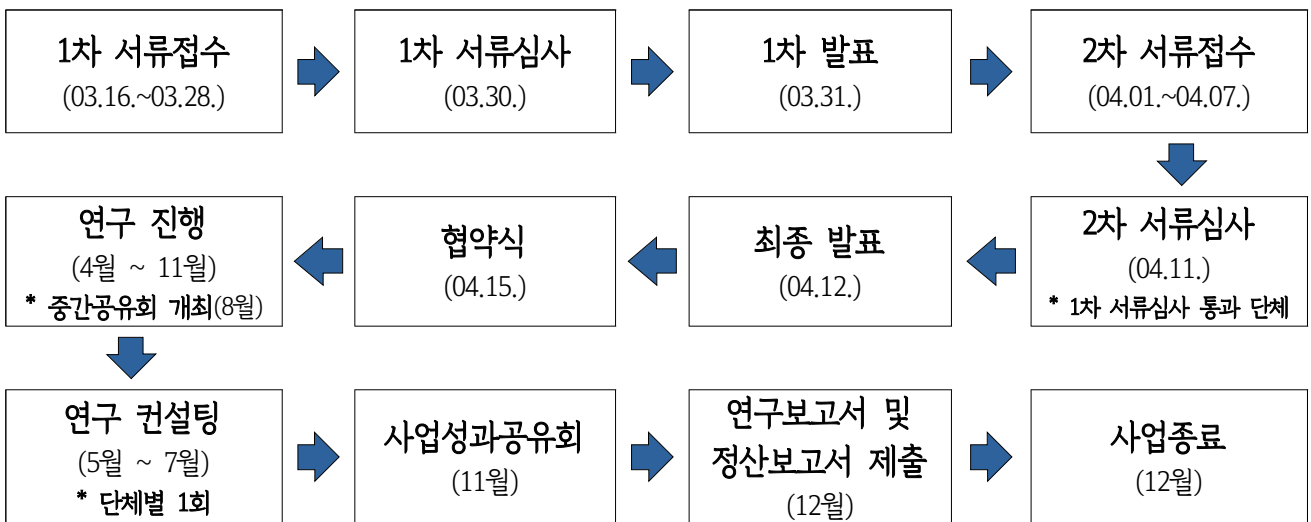 1차 서류접수
(03.16.~03.28.)
1차 서류심사
(03.30.)
1차 발표
(03.31.)
2차 서류접수
(04.01.~04.07.)
2차 서류심사
(04.11.)
* 1차 서류심사 통과 단체
최종 발표
(04.12.)
협약식
(04.15.)
연구 진행
(4월 ~ 11월)
* 중간공유회 개최(8월)
연구 컨설팅
(5월 ~ 7월)
* 단체별 1회
사업성과공유회
(11월)
연구보고서 및
정산보고서 제출
(12월)
사업종료
(12월)